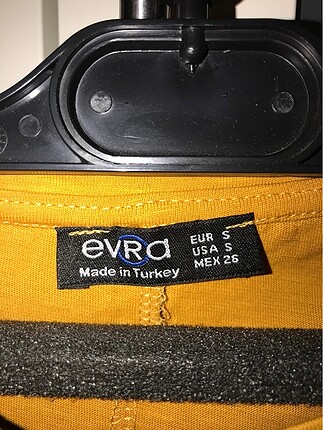 evra
Made in Turkey
EUR S
USA S
MEX 26